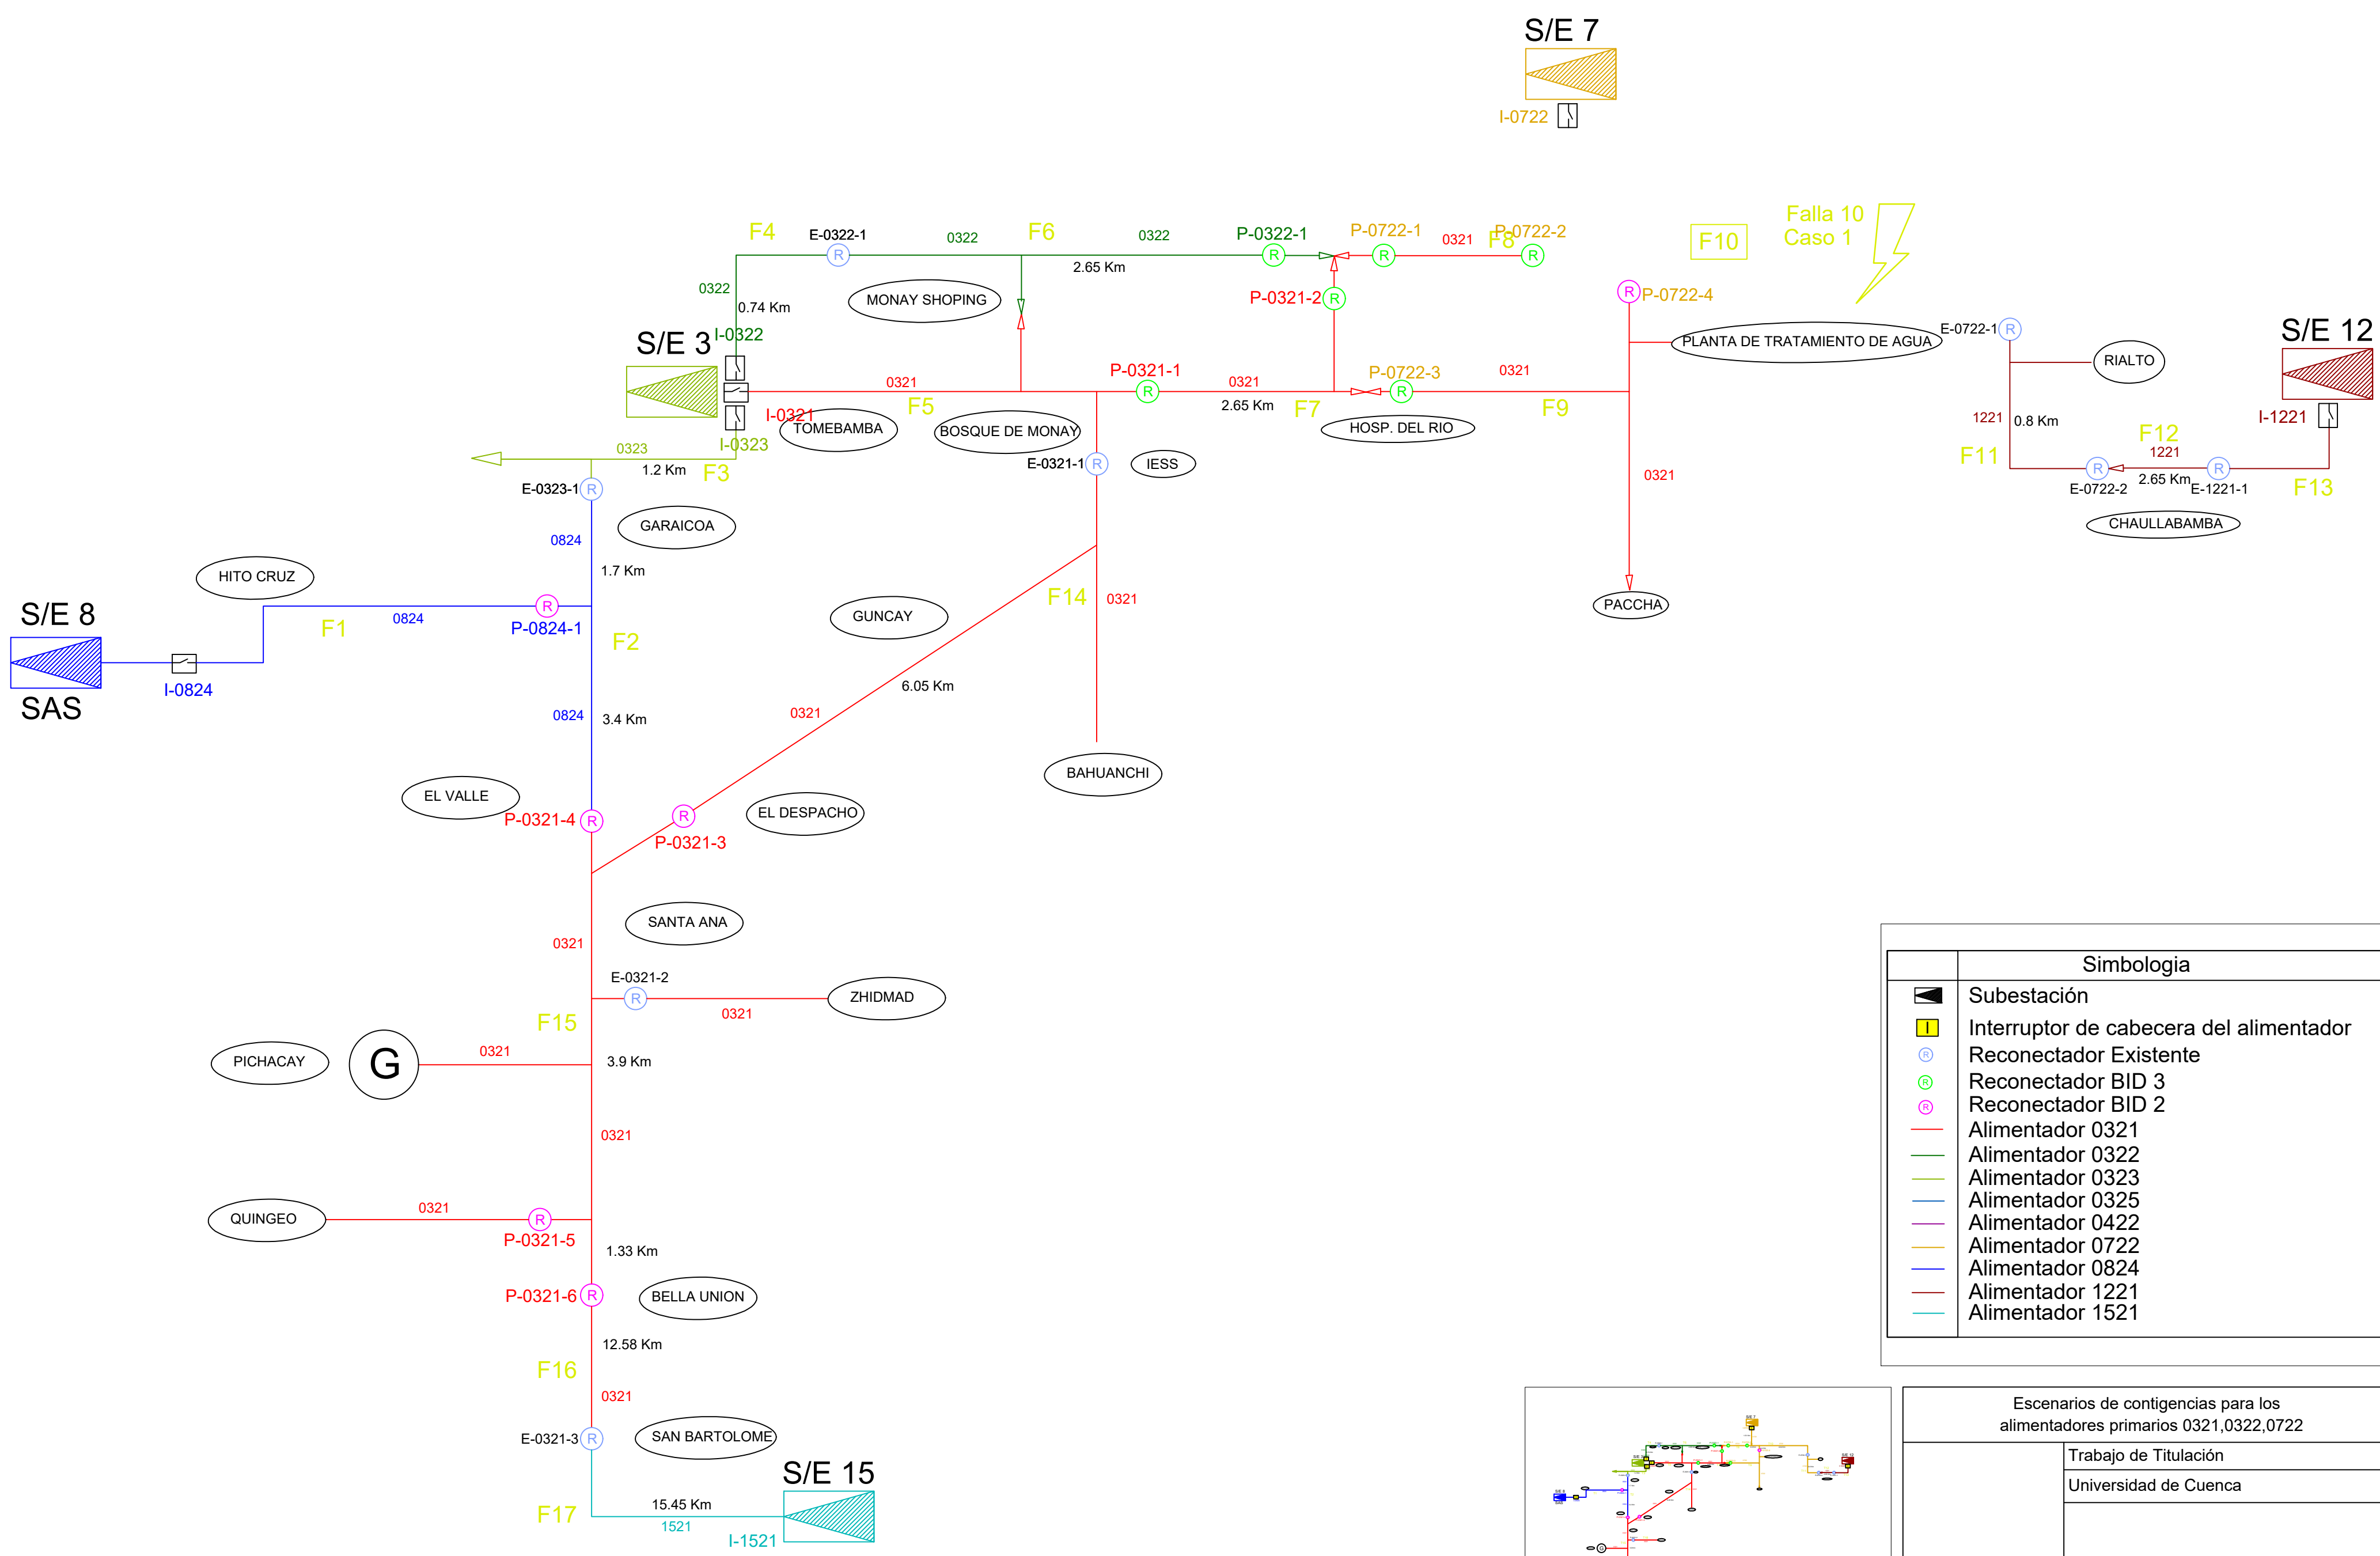 S/E 7
I-0722
Falla 10
Caso 1
F10
F4
E-0322-1
0322
F6
0322
P-0322-1
P-0722-1
0321
F8
P-0722-2
2.65 Km
0322
0.74 Km
MONAY SHOPING
P-0321-2
P-0722-4
PLANTA DE TRATAMIENTO DE AGUA
E-0722-1
S/E 12
RIALTO
S/E 3
I-0322
0321
P-0321-1
0321
P-0722-3
0321
F5
2.65 Km
F7
F9
I-0321
TOMEBAMBA
BOSQUE DE MONAY
HOSP. DEL RIO
1221
0.8 Km
I-1221
F12
1221
I-0323
0323
1.2 Km
F3
E-0321-1
IESS
0321
F11
E-0722-2
2.65 Km
E-1221-1
F13
CHAULLABAMBA
E-0323-1
GARAICOA
0824
1.7 Km
HITO CRUZ
S/E 8
F1
0824
P-0824-1
F2
GUNCAY
F14
0321
PACCHA
I-0824
SAS
0824
3.4 Km
6.05 Km
0321
BAHUANCHI
EL VALLE
P-0321-4
EL DESPACHO
P-0321-3
SANTA ANA
0321
E-0321-2
ZHIDMAD
0321
F15
PICHACAY
G
0321
3.9 Km
0321
QUINGEO
0321
P-0321-5
1.33 Km
P-0321-6
BELLA UNION
12.58 Km
F16
0321
E-0321-3
SAN BARTOLOME
S/E 15
F17
15.45 Km
1521
I-1521
Simbologia
Subestación
I Interruptor de cabecera del alimentador
R Reconectador Existente
R Reconectador BID 3
R Reconectador BID 2
Alimentador 0321
Alimentador 0322
Alimentador 0323
Alimentador 0325
Alimentador 0422
Alimentador 0722
Alimentador 0824
Alimentador 1221
Alimentador 1521
Escenarios de contigencias para los
alimentadores primarios 0321,0322,0722
Trabajo de Titulación
Universidad de Cuenca